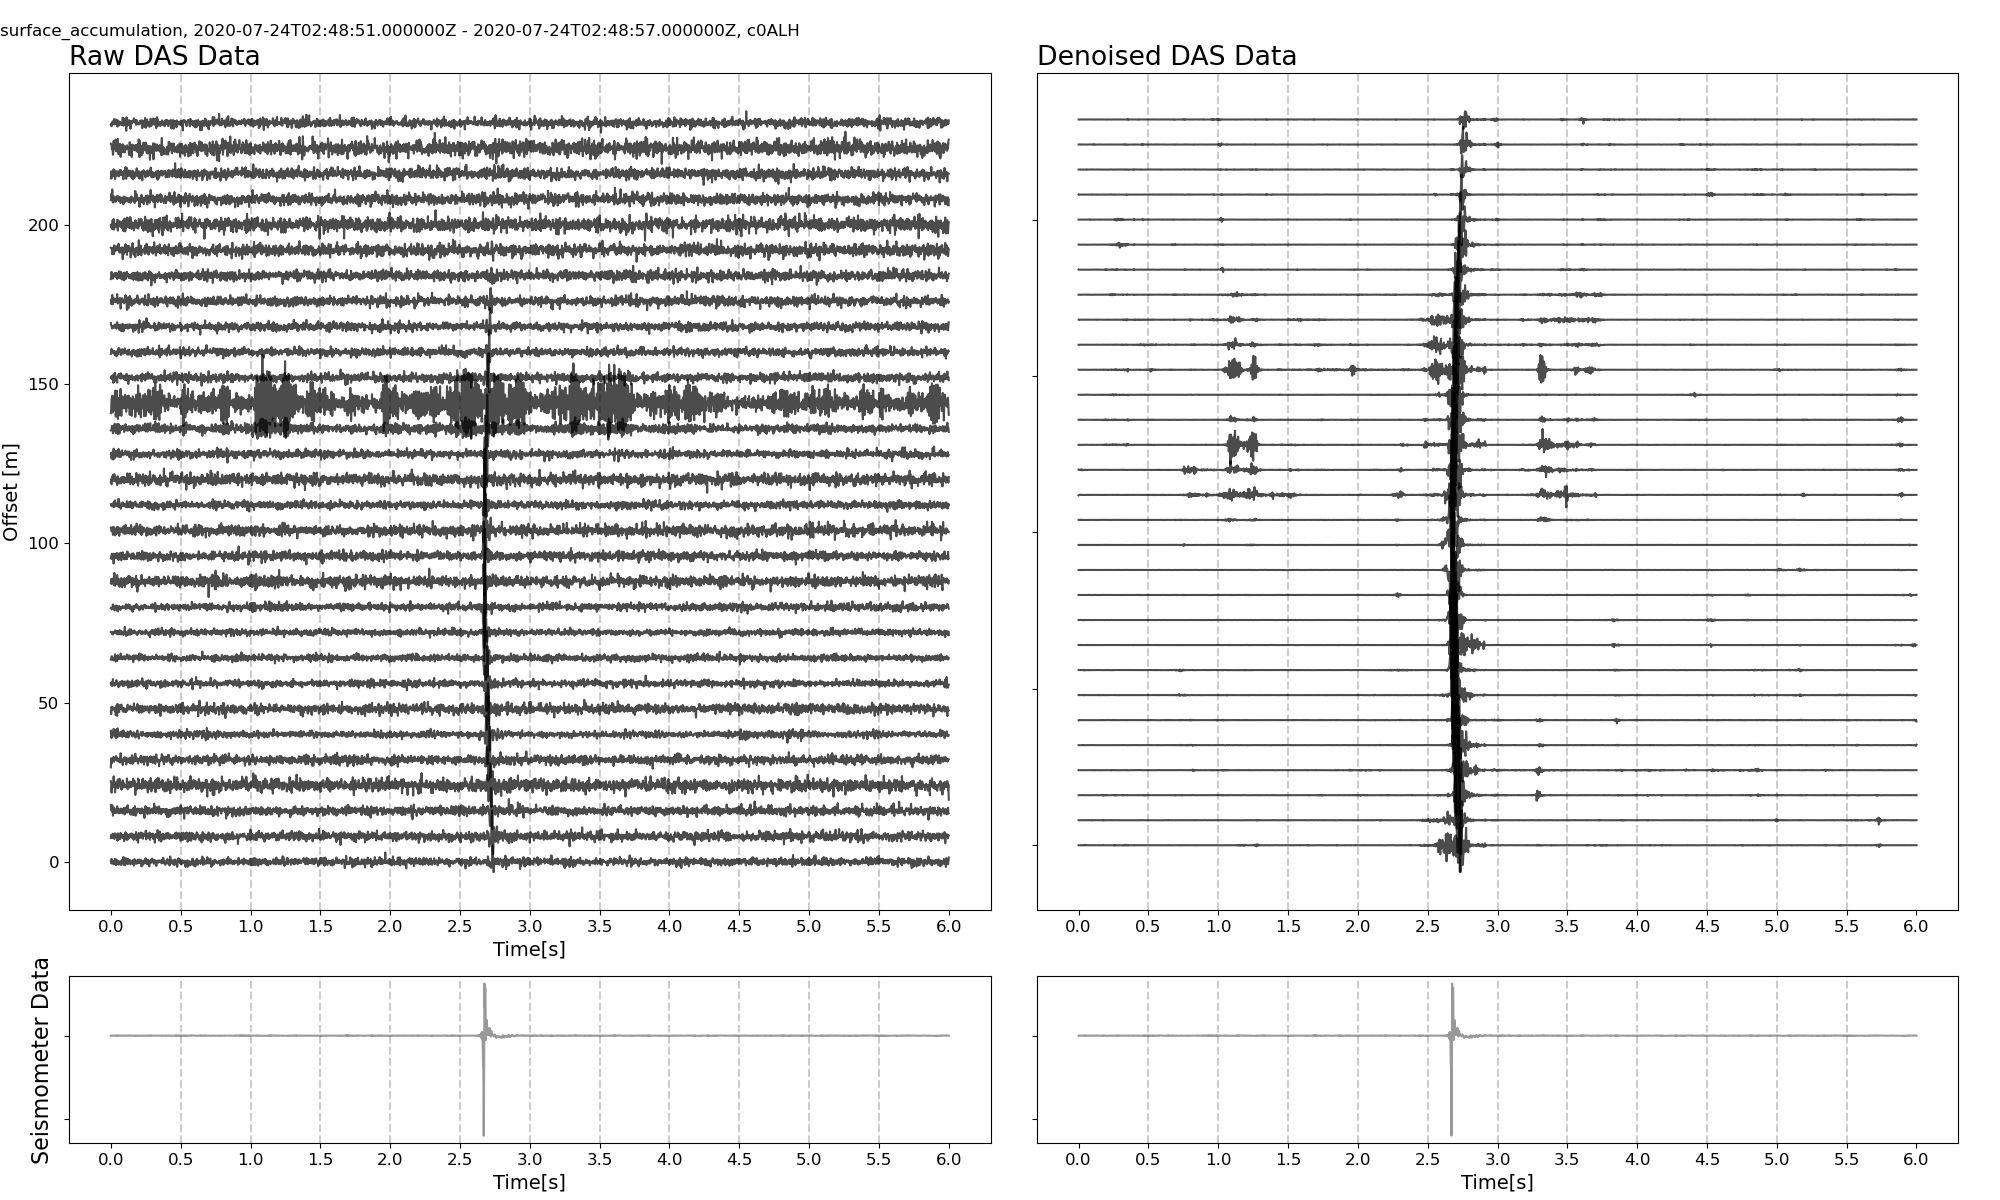 surface_accumulation, 2020-07-24T02:48:51.000000Z - 2020-07-24T02:48:57.000000Z, c0ALH
Raw DAS Data
Denoised DAS Data
Offset [m]
200
150
100
50
0
0.0 0.5 1.0 1.5 2.0 2.5 3.0 3.5 4.0 4.5 5.0 5.5 6.0
Time[s]
0.0 0.5 1.0 1.5 2.0 2.5 3.0 3.5 4.0 4.5 5.0 5.5 6.0
Seismometer Data
0.0 0.5 1.0 1.5 2.0 2.5 3.0 3.5 4.0 4.5 5.0 5.5 6.0
Time[s]
0.0 0.5 1.0 1.5 2.0 2.5 3.0 3.5 4.0 4.5 5.0 5.5 6.0
Time[s]